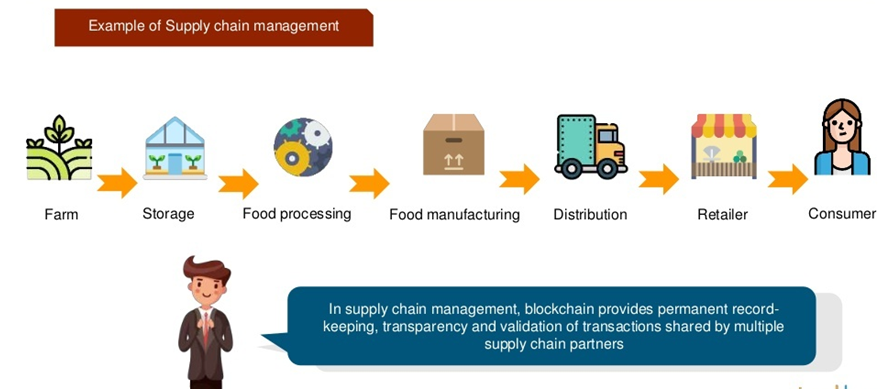 Example of Supply chain management
Farm
Storage
Food processing
Food manufacturing
Distribution
Retailer
Consumer
In supply chain management, blockchain provides permanent record-
keeping, transparency and validation of transactions shared by multiple
supply chain partners